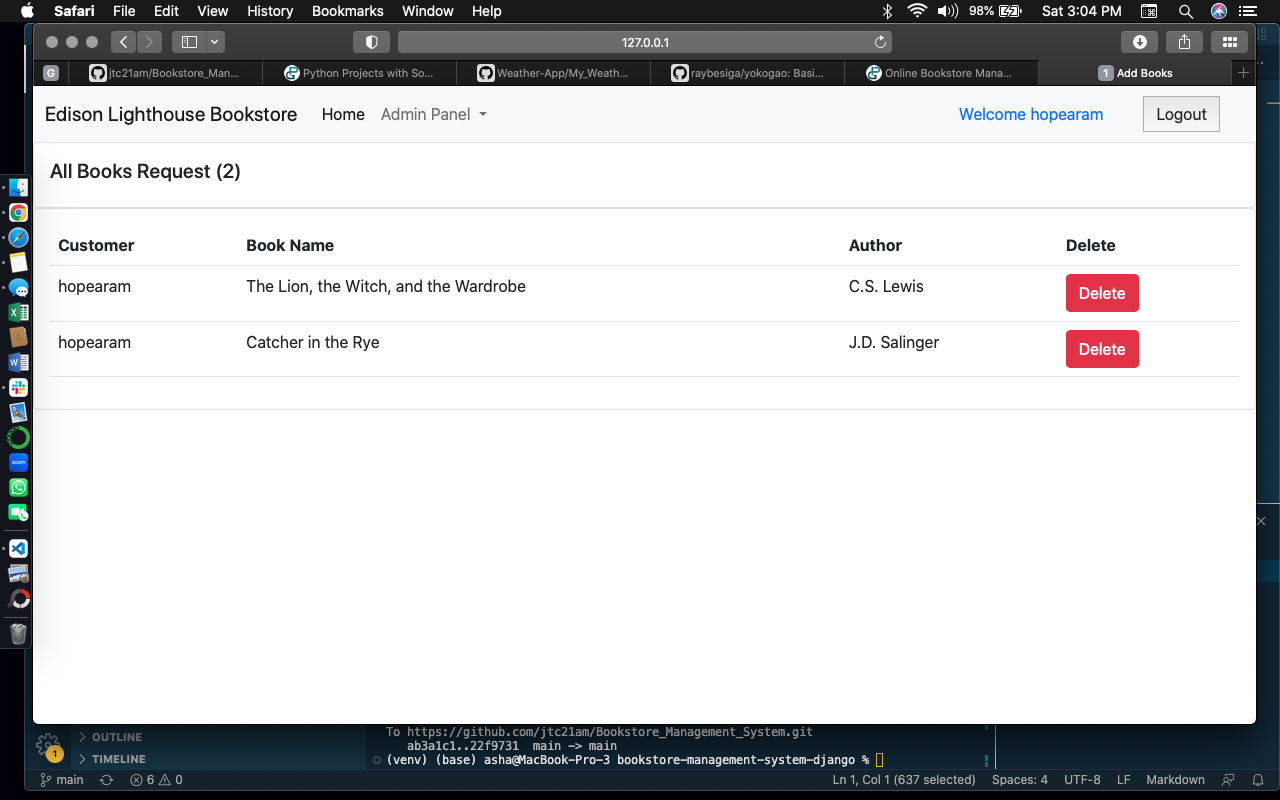 Safari File Edit View History Bookmarks Window Help 98% Sat 3:04 PM
127.0.0.1
G jtc21am/Bookstore_Man... Python Projects with So... Weather-App/My_Weath... raybesiga/yokogao: Basi... Online Bookstore Mana... 1 Add Books
Edison Lighthouse Bookstore Home Admin Panel Welcome hopearam Logout
All Books Request (2)
Customer Book Name Author Delete
hopearam The Lion, the Witch, and the Wardrobe C.S. Lewis Delete
hopearam Catcher in the Rye J.D. Salinger Delete
zoom
OUTLINE
TIMELINE
1
To https://github.com/jtc21am/Bookstore_Management_System.git
ab3a1c1..22f9731 main -> main
(venv) (base) asha@MacBook-Pro-3 bookstore-management-system-django %
main 6 0 Ln 1, Col 1 (637 selected) Spaces: 4 UTF-8 LF Markdown